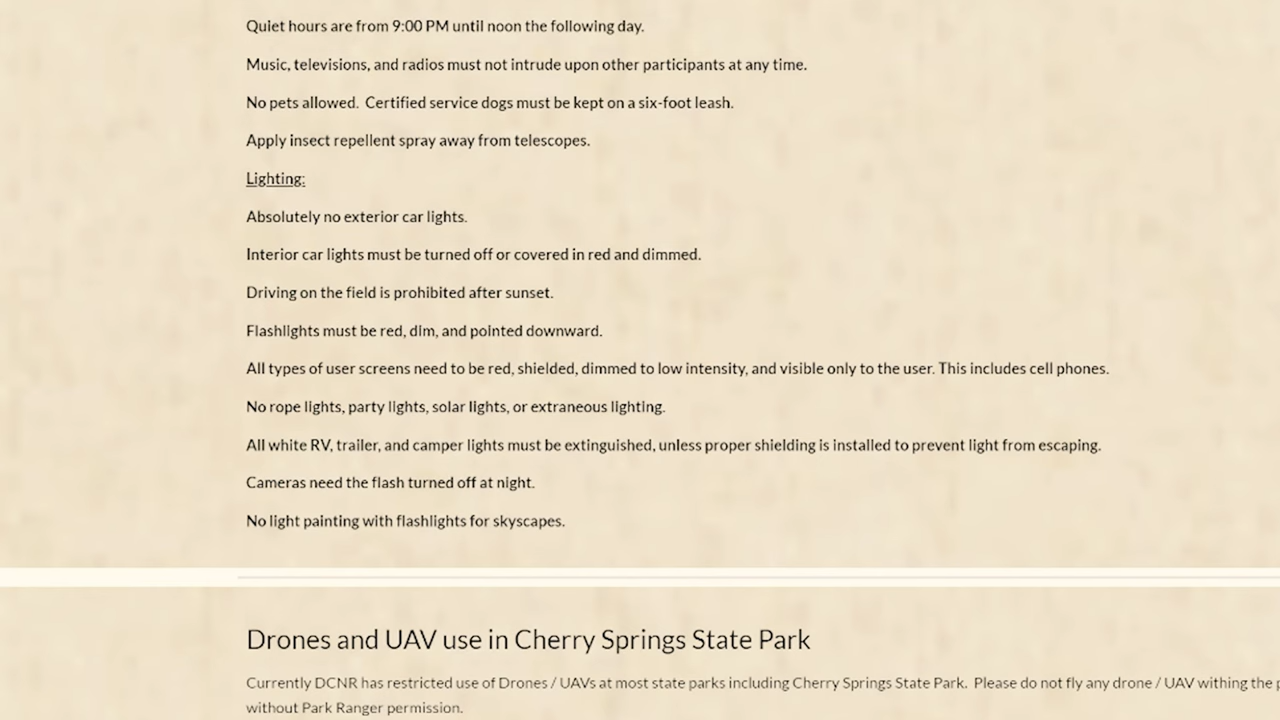 Quiet hours are from 9:00 PM until noon the following day.
Music, televisions, and radios must not intrude upon other participants at any time.
No pets allowed.  Certified service dogs must be kept on a six-foot leash.
Apply insect repellent spray away from telescopes.
Lighting:
Absolutely no exterior car lights.
Interior car lights must be turned off or covered in red and dimmed.
Driving on the field is prohibited after sunset.
Flashlights must be red, dim, and pointed downward.
All types of user screens need to be red, shielded, dimmed to low intensity, and visible only to the user. This includes cell phones.
No rope lights, party lights, solar lights, or extraneous lighting.
All white RV, trailer, and camper lights must be extinguished, unless proper shielding is installed to prevent light from escaping.
Cameras need the flash turned off at night.
No light painting with flashlights for skyscapes.
Drones and UAV use in Cherry Springs State Park
Currently DCNR has restricted use of Drones / UAVs at most state parks including Cherry Springs State Park.  Please do not fly any drone / UAV withing the
without Park Ranger permission.